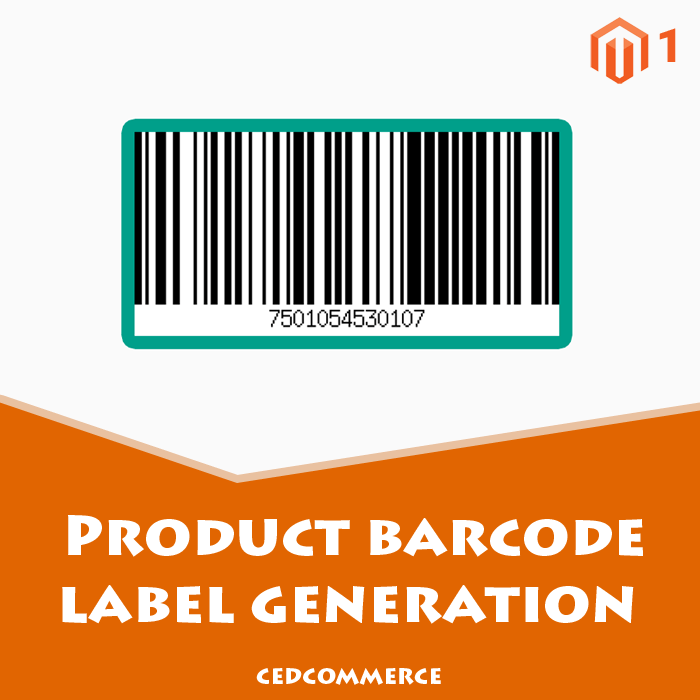 1
7501054530107
PRODUCT BARCODE
LABEL GENERATION
CEDCOMMERCE